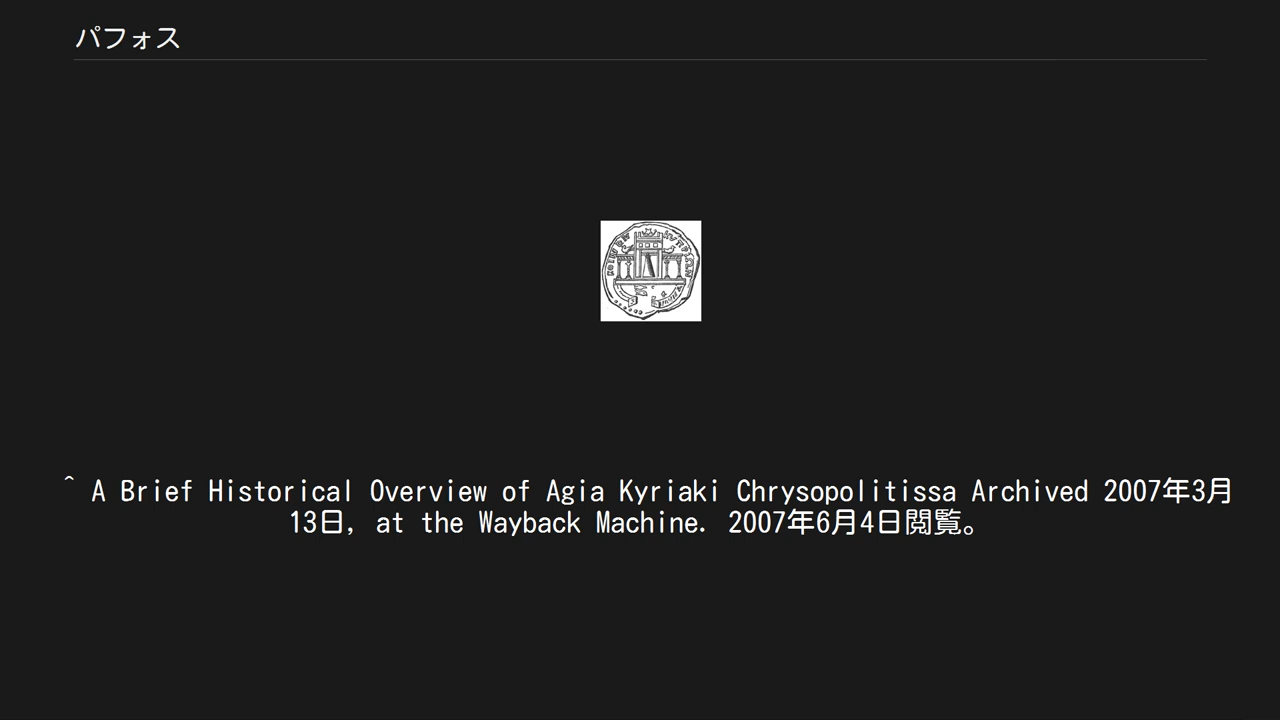 パフォス
^ A Brief Historical Overview of Agia Kyriaki Chrysopolitissa Archived 2007年3月
13日, at the Wayback Machine. 2007年6月4日閲覧。